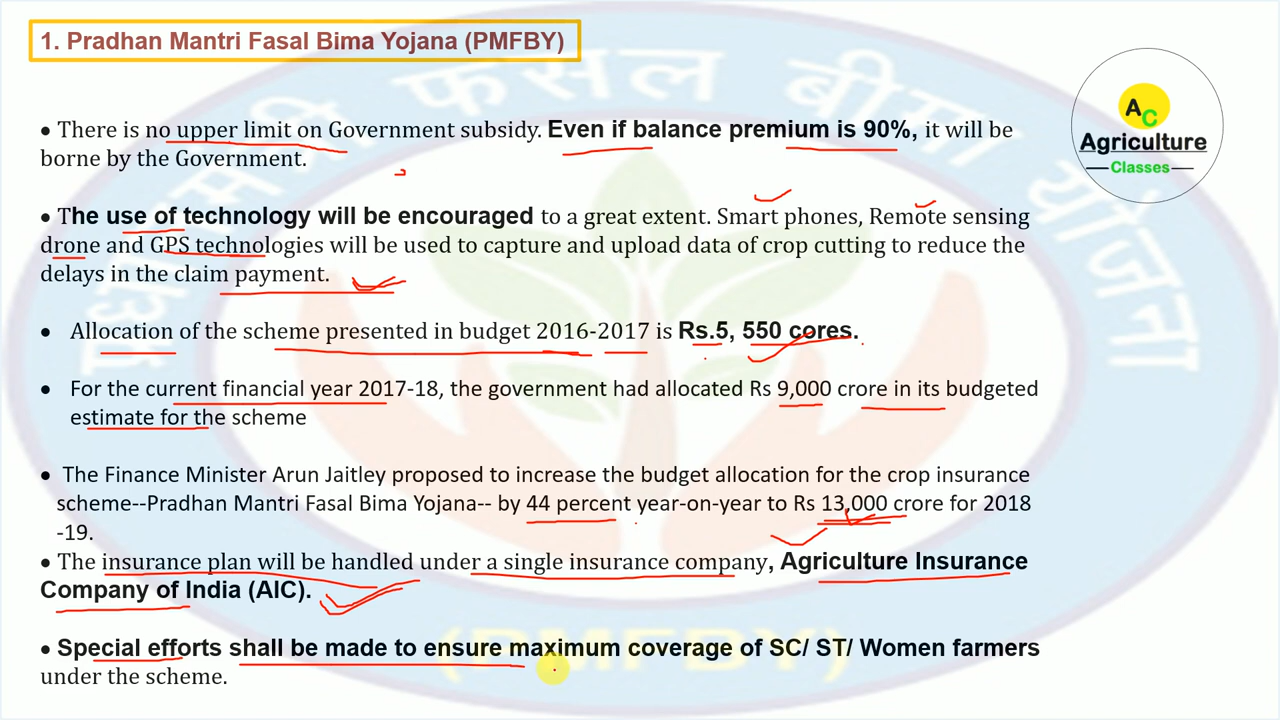 1. Pradhan Mantri Fasal Bima Yojana (PMFBY)
प्रधानमंत्री फसल बीमा योजना
A
C
Agriculture
Classes
• There is no upper limit on Government subsidy. Even if balance premium is 90%, it will be
borne by the Government.
• The use of technology will be encouraged to a great extent. Smart phones, Remote sensing
drone and GPS technologies will be used to capture and upload data of crop cutting to reduce the
delays in the claim payment.
• Allocation of the scheme presented in budget 2016-2017 is Rs.5, 550 cores.
• For the current financial year 2017-18, the government had allocated Rs 9,000 crore in its budgeted
estimate for the scheme
• The Finance Minister Arun Jaitley proposed to increase the budget allocation for the crop insurance
scheme--Pradhan Mantri Fasal Bima Yojana-- by 44 percent year-on-year to Rs 13,000 crore for 2018
-19.
• The insurance plan will be handled under a single insurance company, Agriculture Insurance
Company of India (AIC).
(PMFBY)
• Special efforts shall be made to ensure maximum coverage of SC/ ST/ Women farmers
under the scheme.